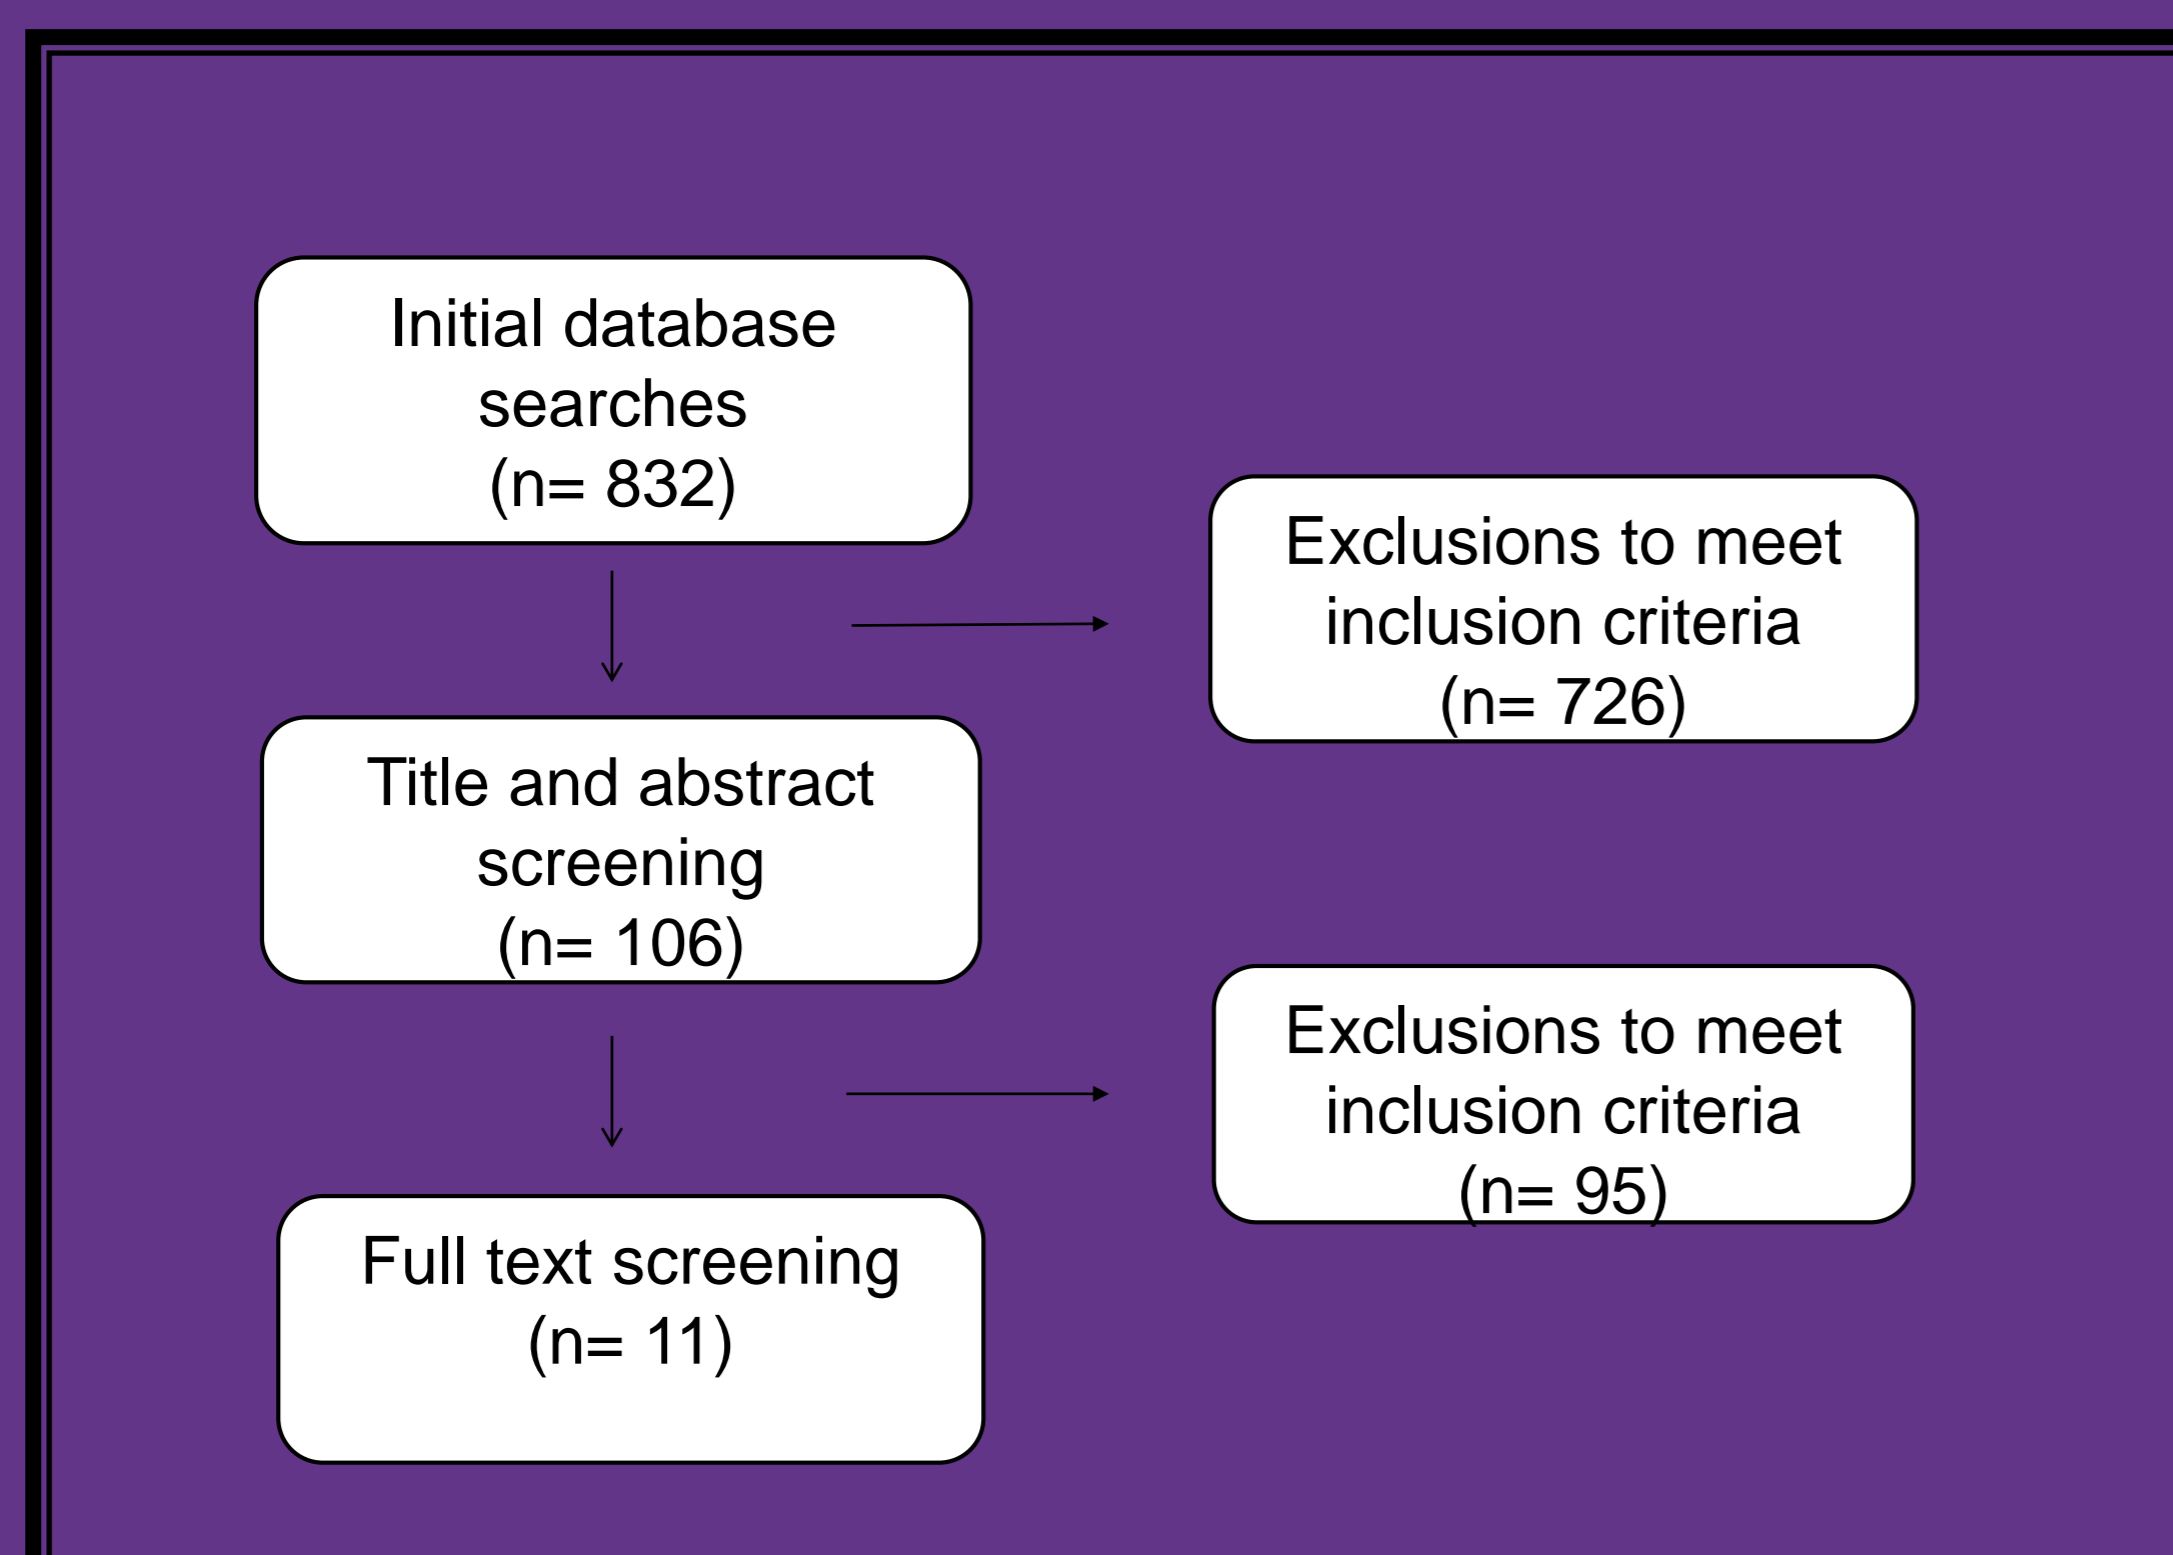 Initial database
searches
(n= 832)
Exclusions to meet
inclusion criteria
(n= 726)
Title and abstract
screening
(n= 106)
Exclusions to meet
inclusion criteria
(n= 95)
Full text screening
(n= 11)